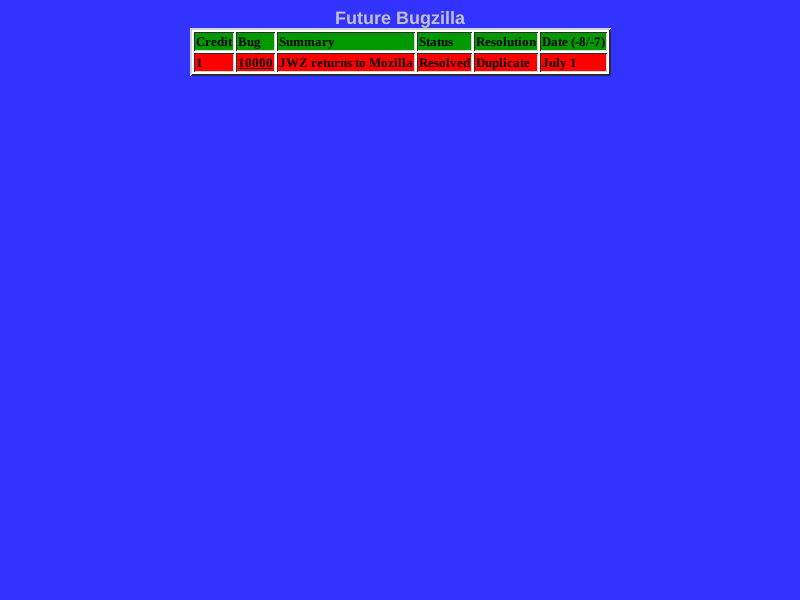 Future Bugzilla
Credit Bug Summary Status Resolution Date (-8/-7)
1 10000 JWZ returns to Mozilla Resolved Duplicate July 1